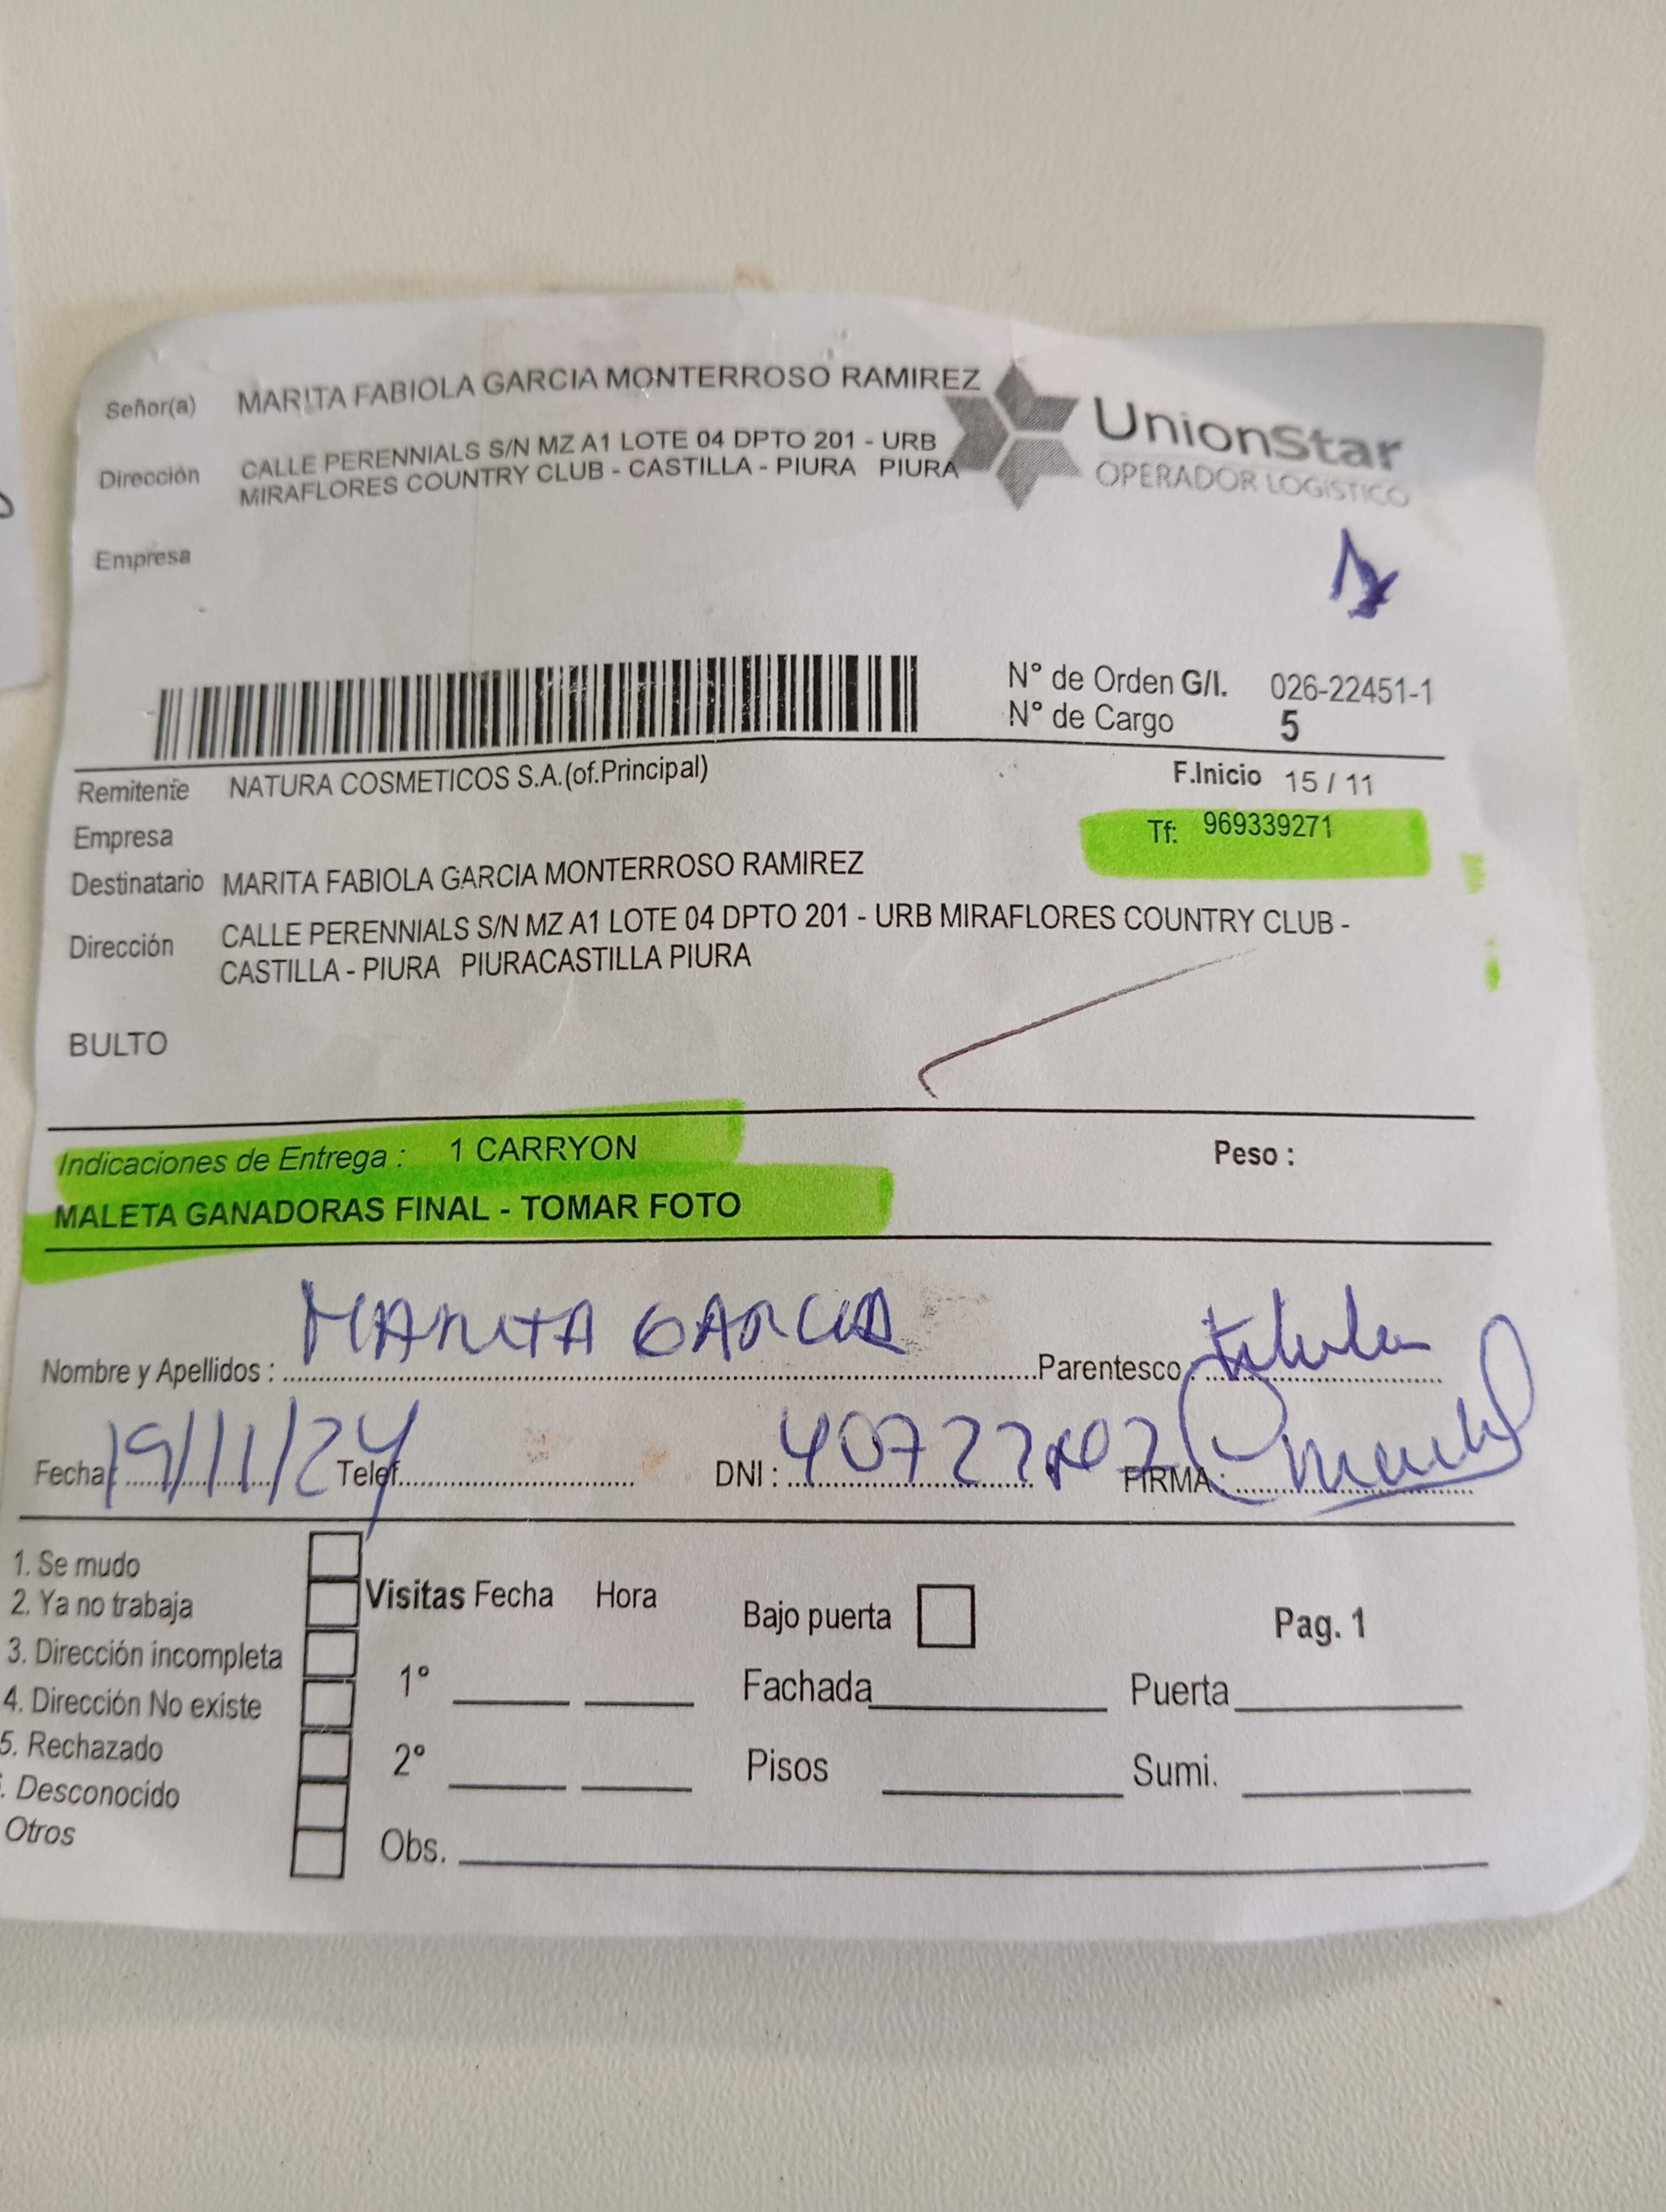 Señor(a) MARITA FABIOLA GARCIA MONTERROSO RAMIREZ
UnionStar
OPERADOR LOGISTICO
Dirección CALLE PERENNIALS S/N MZ A1 LOTE 04 DPTO 201 - URB
MIRAFLORES COUNTRY CLUB - CASTILLA - PIURA PIURA
Empresa
N° de Orden G/I. 026-22451-1
N° de Cargo 5
Remitente NATURA COSMETICOS S.A.(of.Principal)
F.Inicio 15 / 11
Empresa
Tf: 969339271
Destinatario MARITA FABIOLA GARCIA MONTERROSO RAMIREZ
Dirección CALLE PERENNIALS S/N MZ A1 LOTE 04 DPTO 201 - URB MIRAFLORES COUNTRY CLUB -
CASTILLA - PIURA PIURACASTILLA PIURA
BULTO
Indicaciones de Entrega : 1 CARRYON
Peso :
MALETA GANADORAS FINAL - TOMAR FOTO
Nombre y Apellidos : MARITA GARCIA Parentesco : titular
Fecha 19/11/24 Telef. DNI : FIRMA :
1. Se mudo
2. Ya no trabaja
3. Dirección incompleta
4. Dirección No existe
5. Rechazado
. Desconocido
Otros
Visitas Fecha Hora
1°
2°
Obs.
Bajo puerta
Pag. 1
Fachada Puerta
Pisos Sumi.